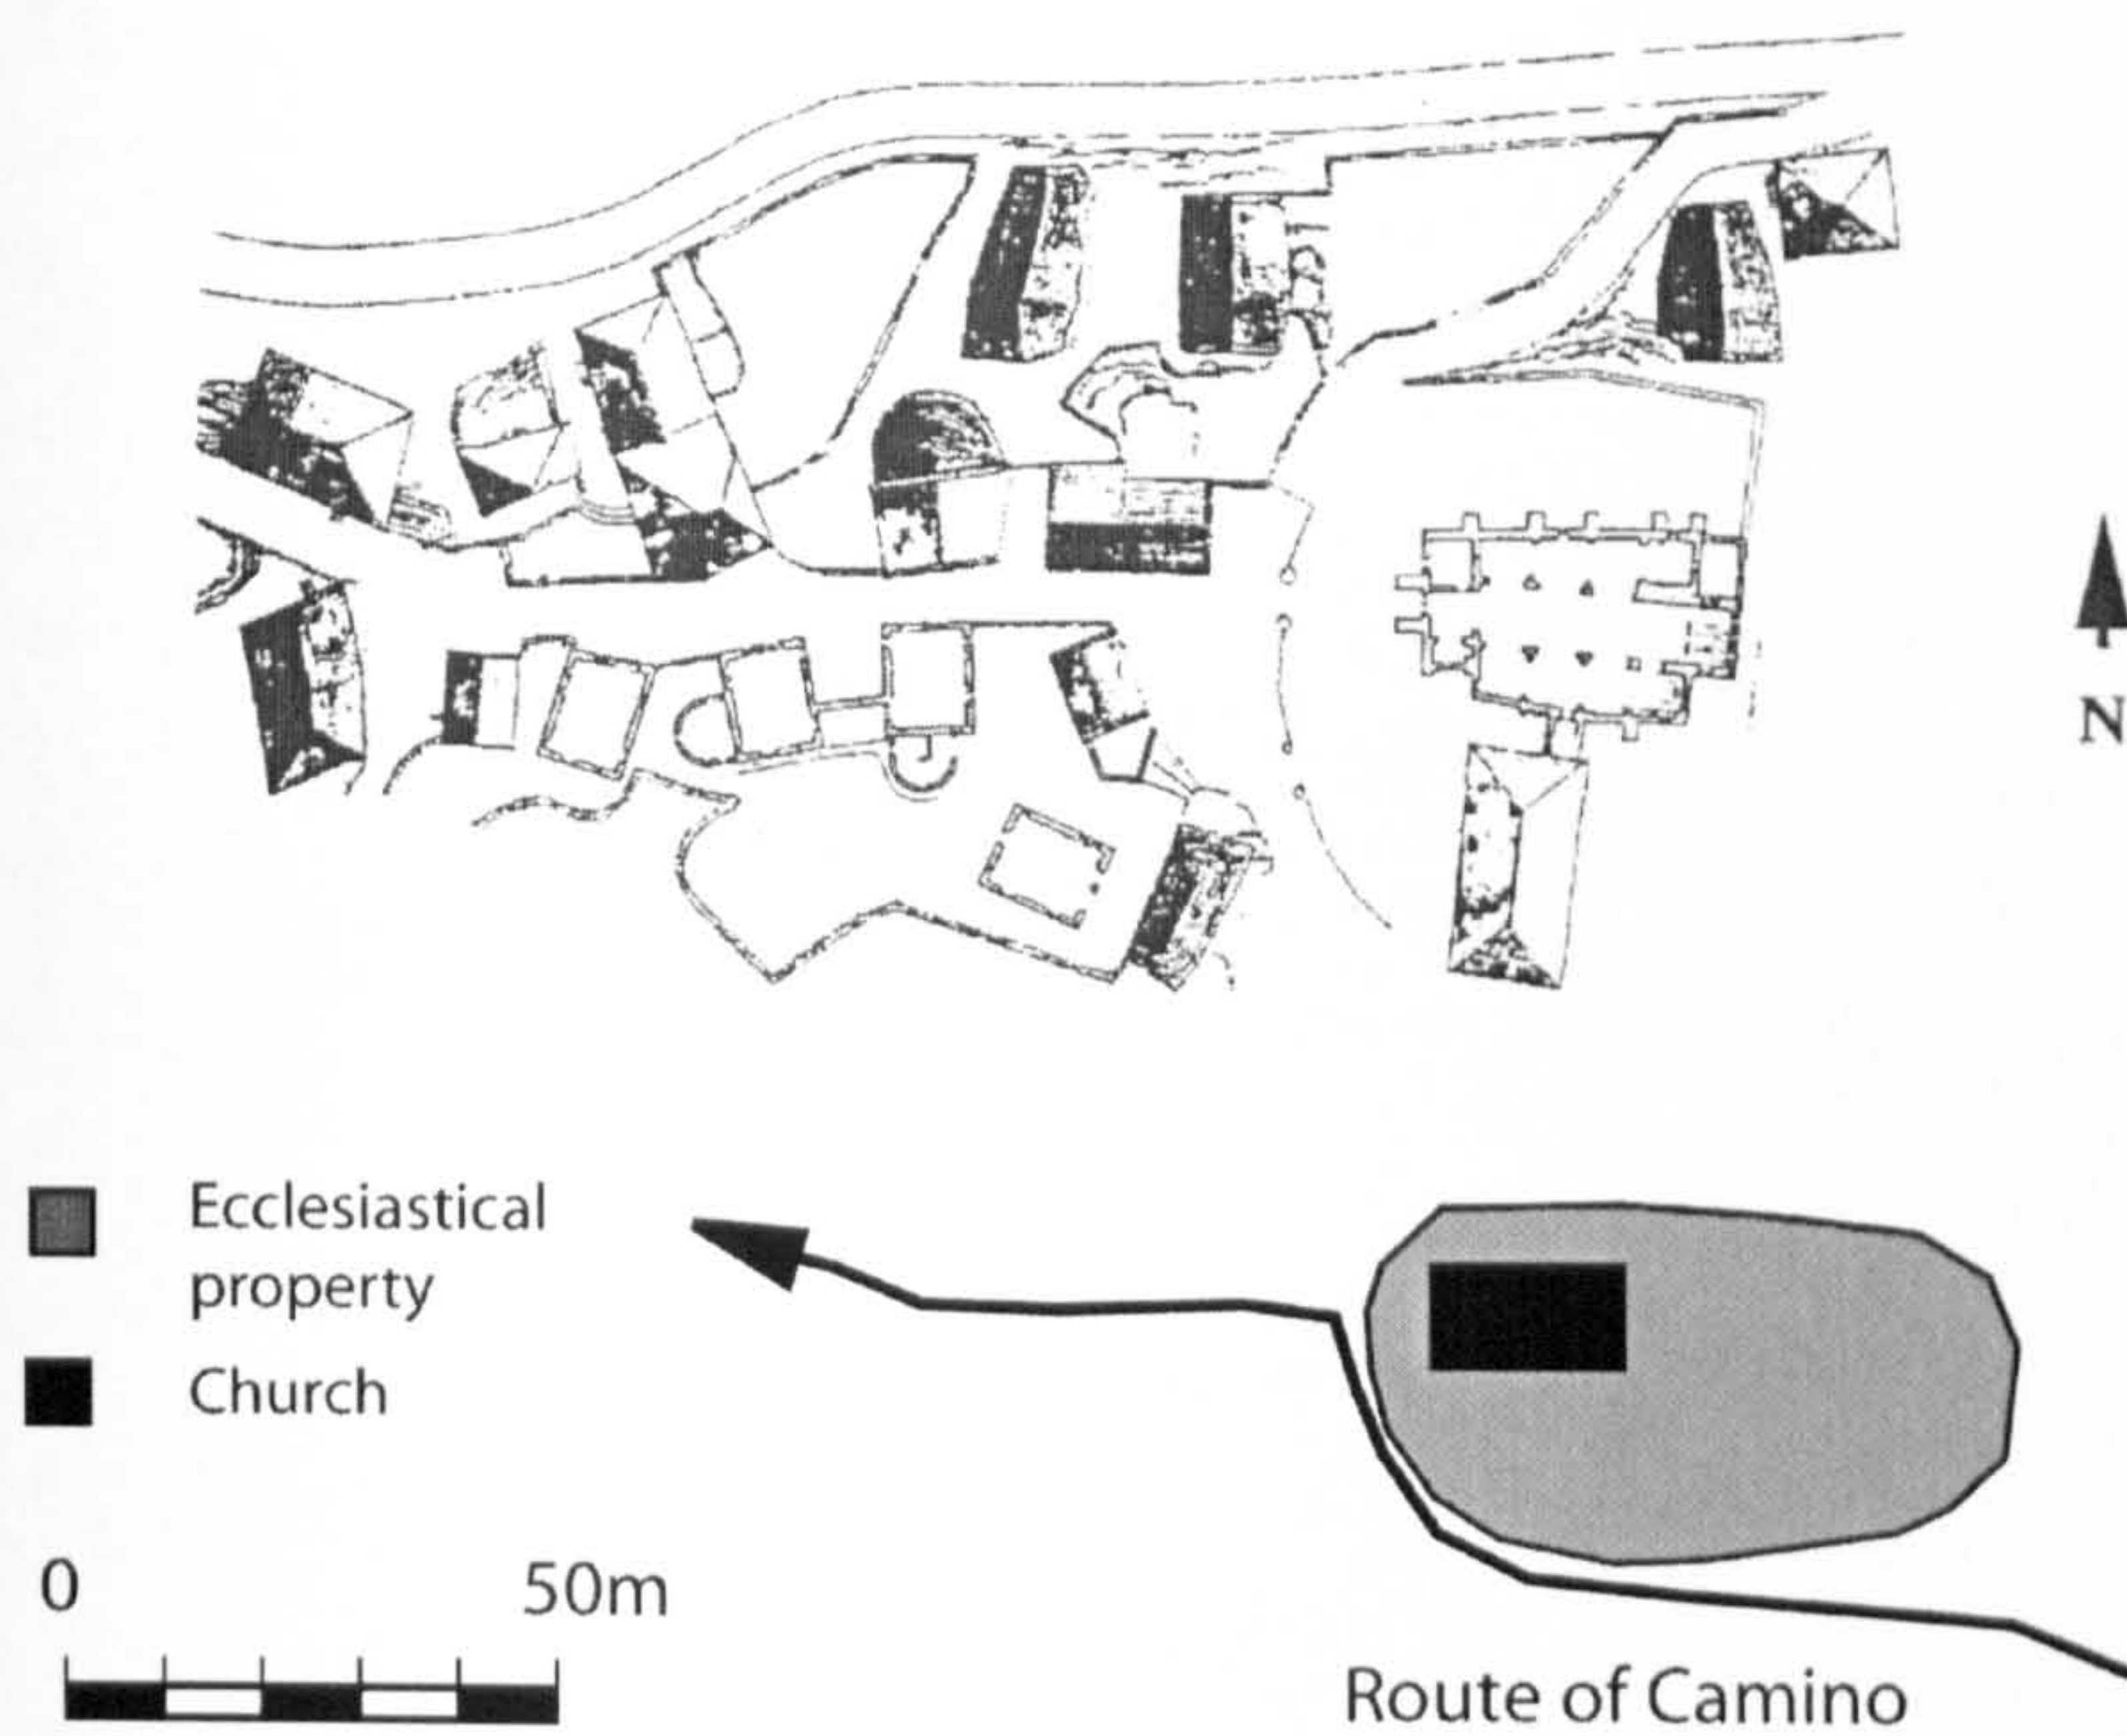 N
Ecclesiastical
property
Church
0 50m
Route of Camino